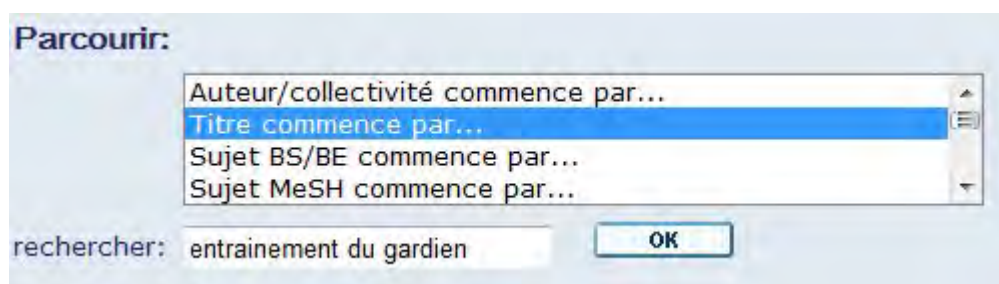 Parcourir:
Auteur/collectivité commence par...
Titre commence par...
Sujet BS/BE commence par...
Sujet MeSH commence par...
rechercher: entrainement du gardien OK